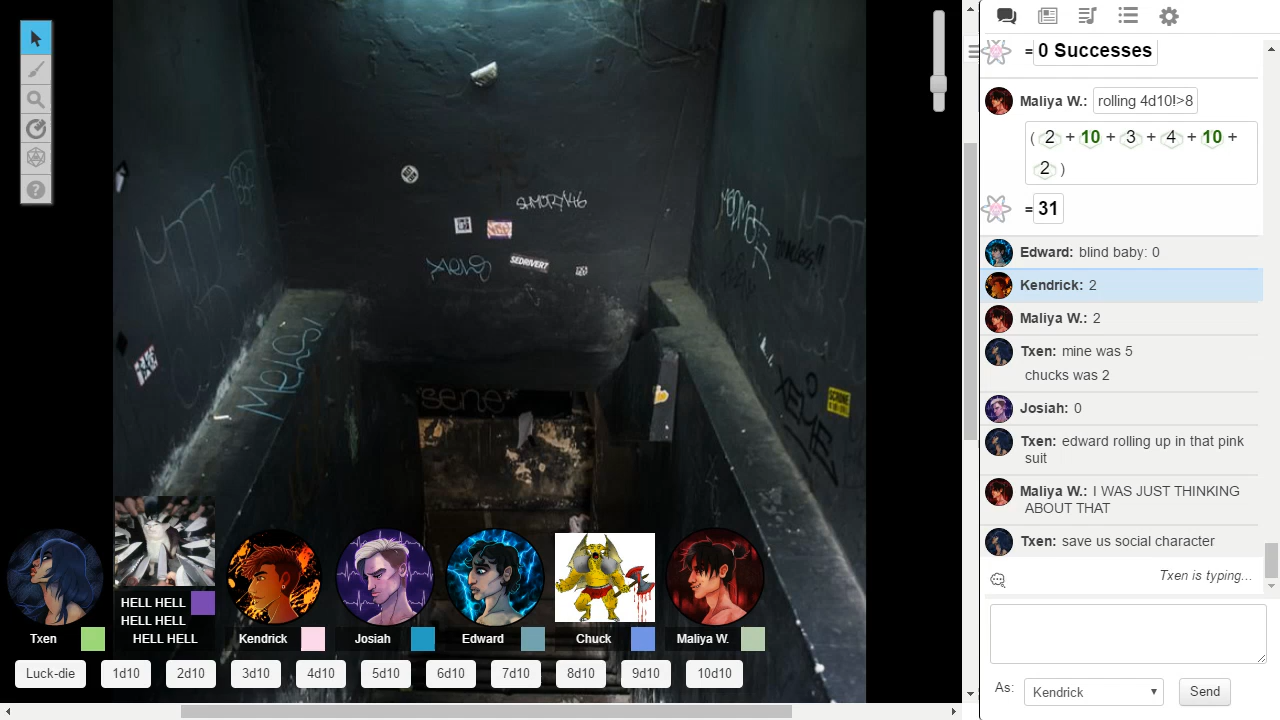 = 0 Successes
Maliya W.: rolling 4d10!>8
( 2 + 10 + 3 + 4 + 10 +
2 )
= 31
Edward: blind baby: 0
Kendrick: 2
Maliya W.: 2
Txen: mine was 5
chucks was 2
Josiah: 0
Txen: edward rolling up in that pink
suit
Maliya W.: I WAS JUST THINKING
ABOUT THAT
Txen: save us social character
Txen is typing...
As: Kendrick Send
SEDRIVER7
sene*
Melosi
HELL HELL
HELL HELL
HELL HELL
Txen Kendrick Josiah Edward Chuck Maliya W.
Luck-die 1d10 2d10 3d10 4d10 5d10 6d10 7d10 8d10 9d10 10d10